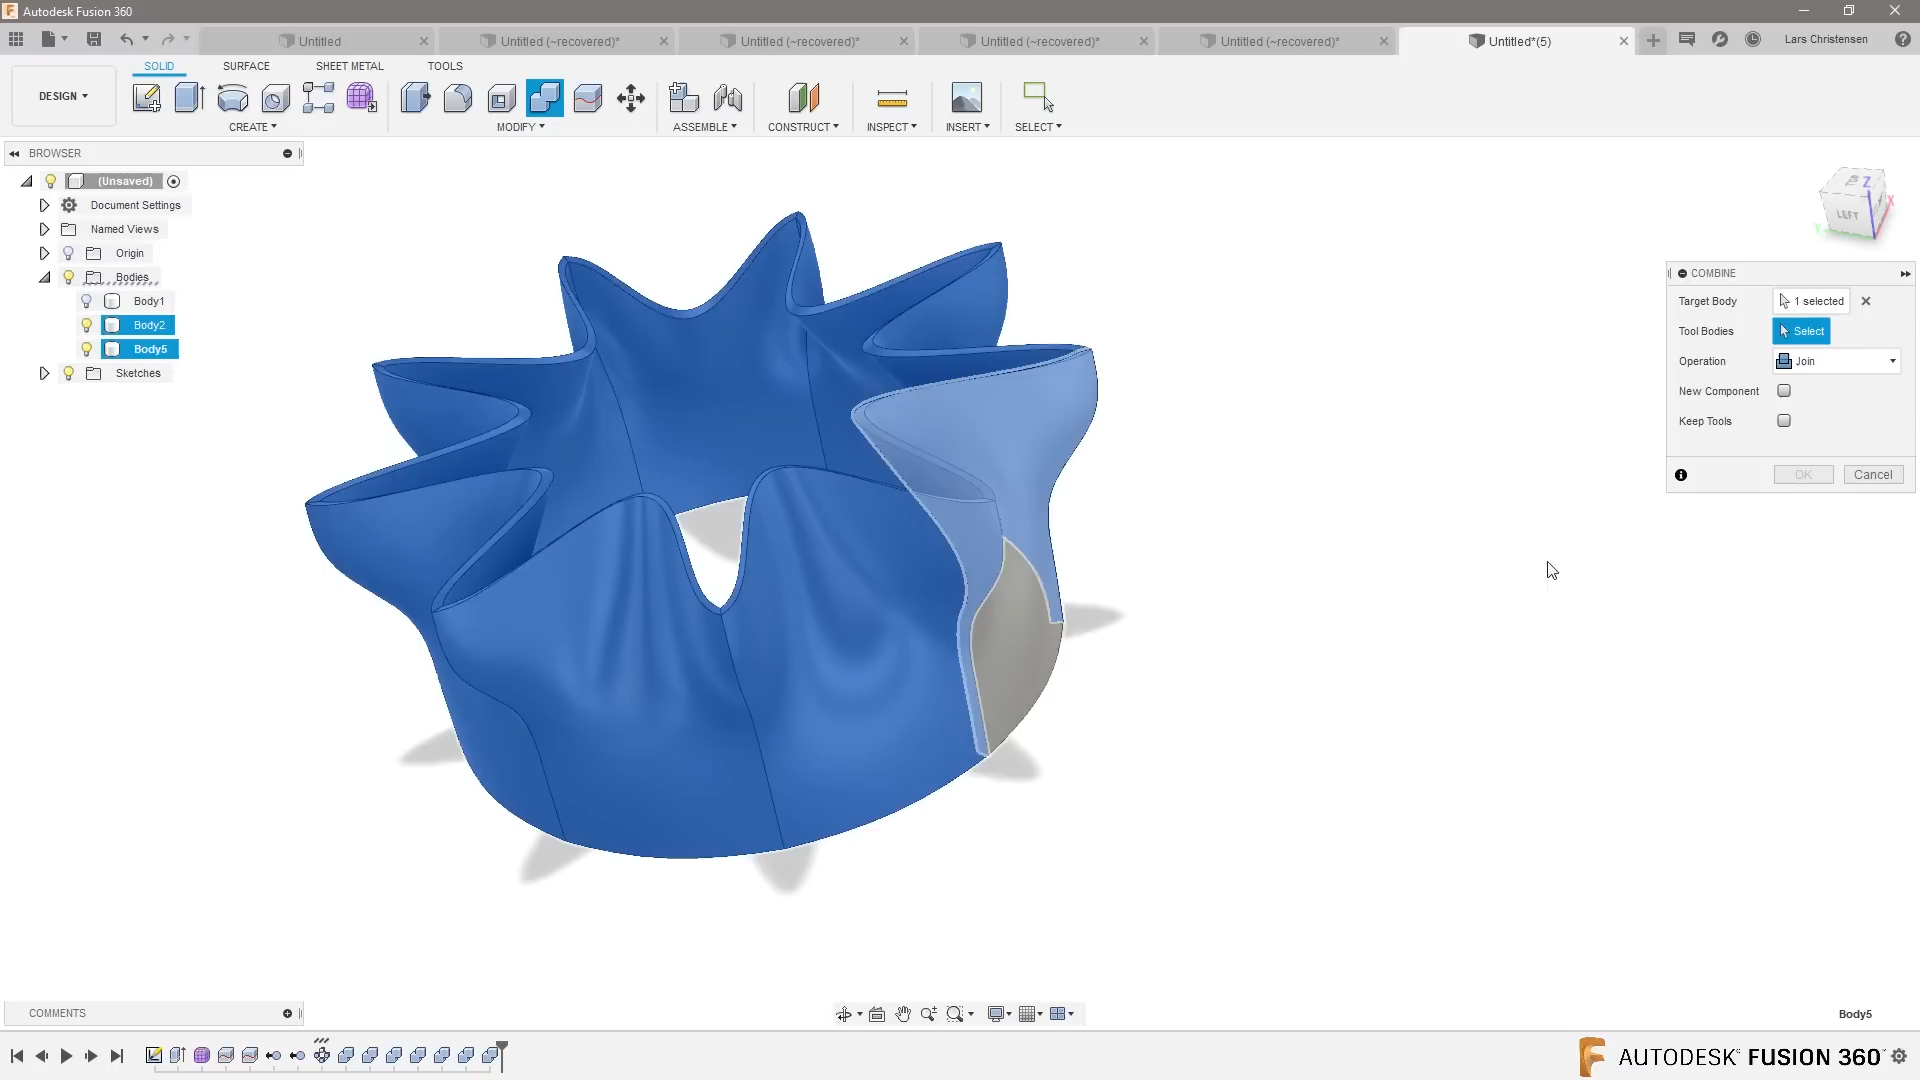 Autodesk Fusion 360
Untitled
Untitled (~recovered)*
Untitled (~recovered)*
Untitled (~recovered)*
Untitled (~recovered)*
Untitled*(5)
Lars Christensen
SOLID
SURFACE
SHEET METAL
TOOLS
DESIGN
CREATE
MODIFY
ASSEMBLE
CONSTRUCT
INSPECT
INSERT
SELECT
BROWSER
(Unsaved)
Document Settings
Named Views
Origin
Bodies
Body1
Body2
Body5
Sketches
Z
X
Y
LEFT
COMBINE
Target Body
1 selected
Tool Bodies
Select
Operation
Join
New Component
Keep Tools
OK
Cancel
COMMENTS
Body5
AUTODESK FUSION 360